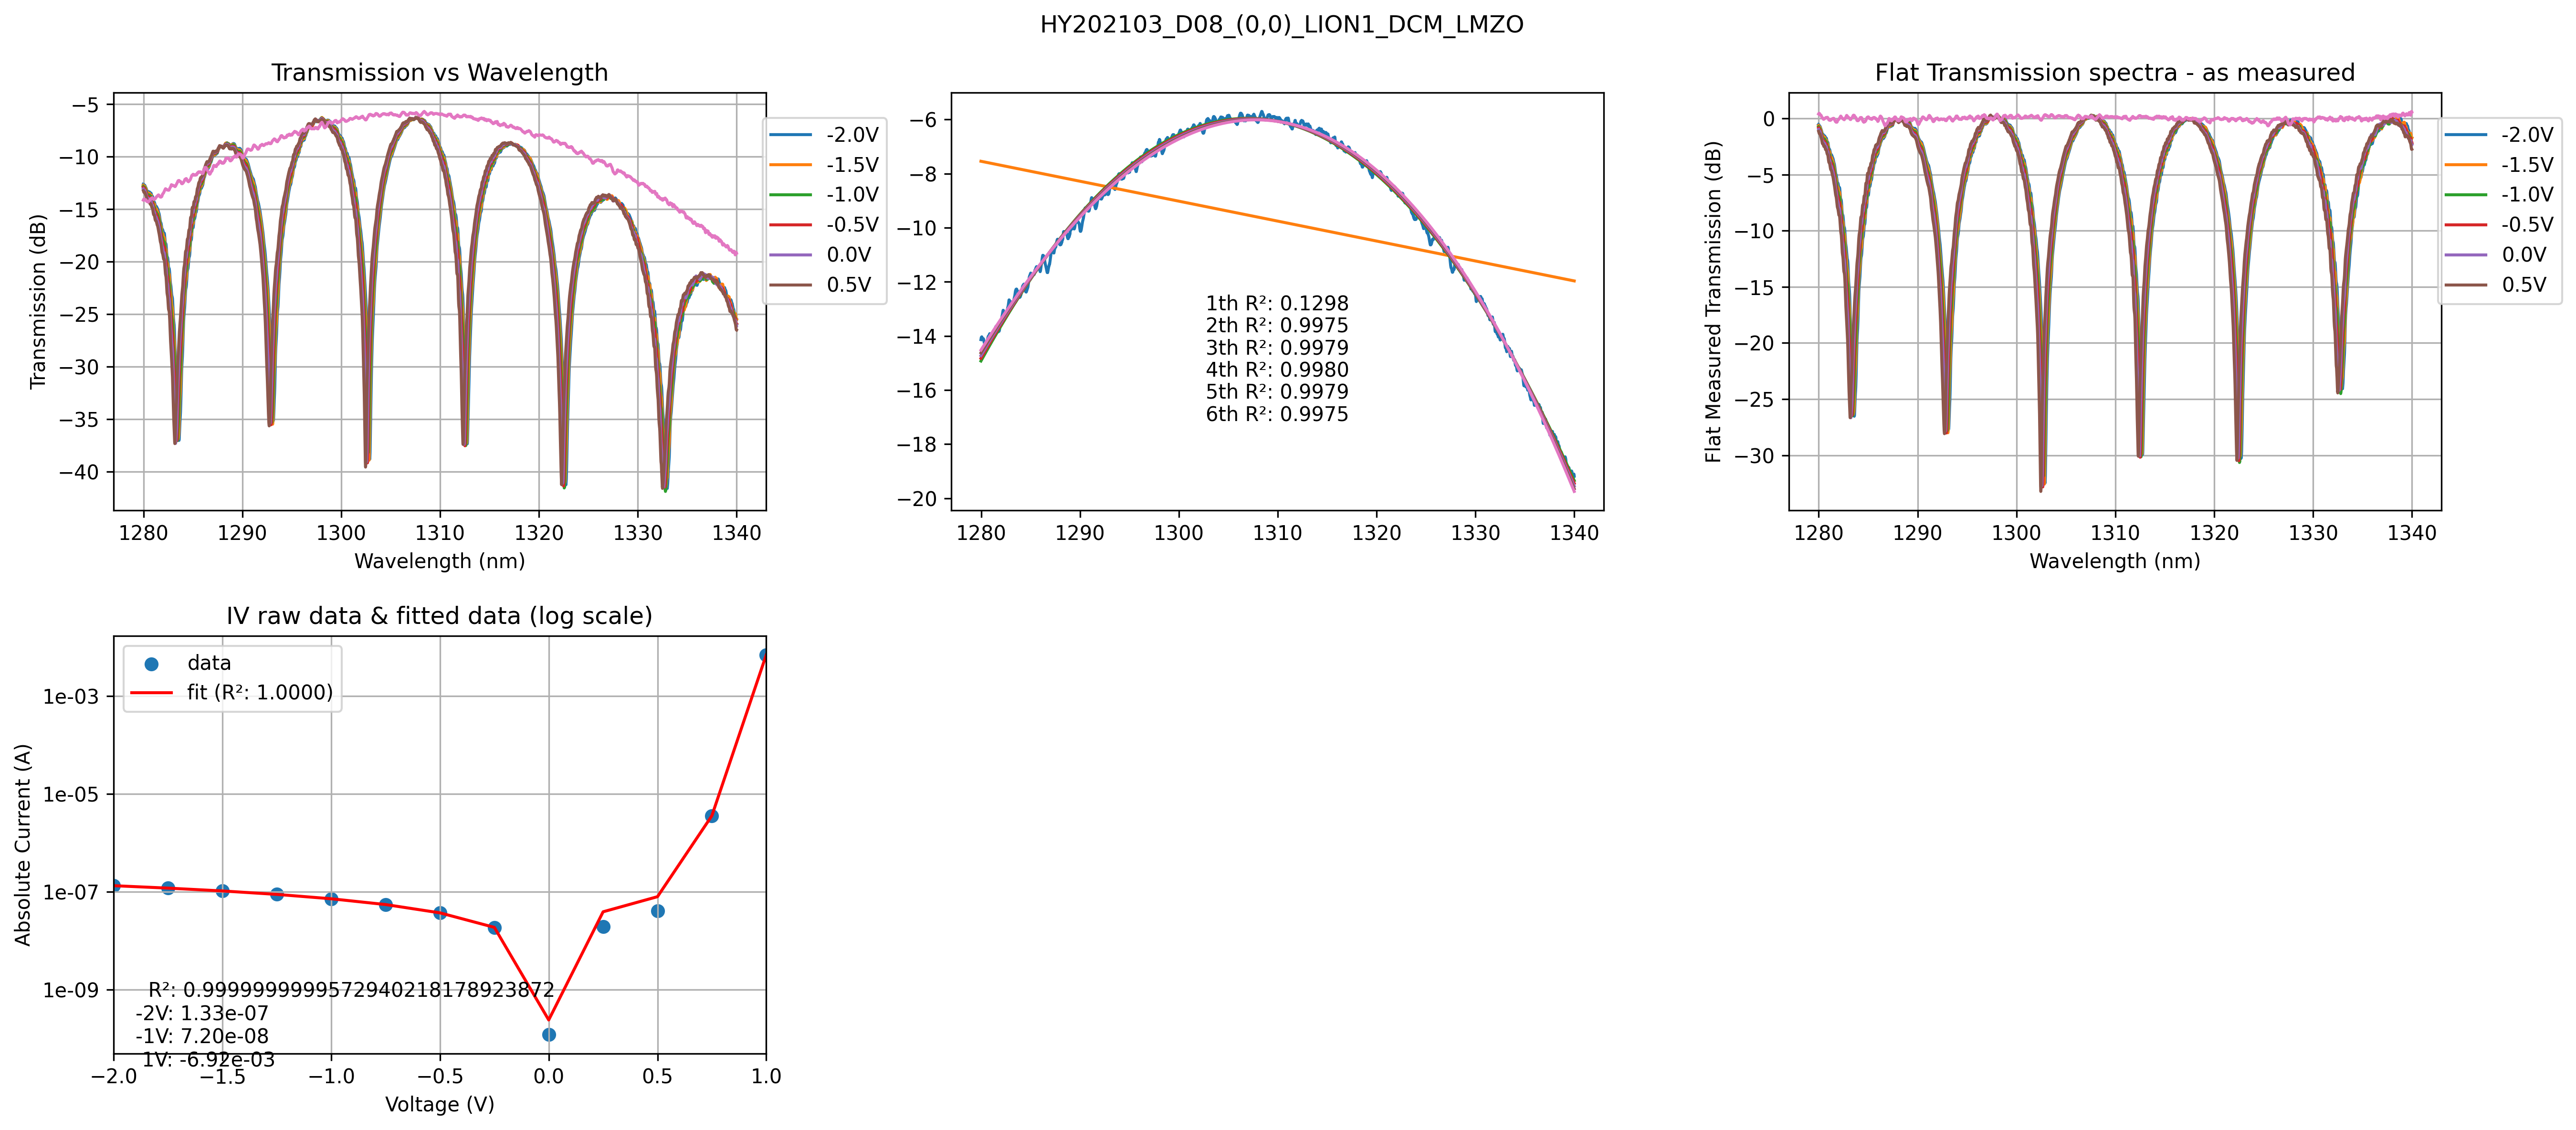 HY202103_D08_(0,0)_LION1_DCM_LMZO
Transmission vs Wavelength
Transmission (dB)
−5
−10
−15
−20
−25
−30
−35
−40
1280 1290 1300 1310 1320 1330 1340
Wavelength (nm)
-2.0V
-1.5V
-1.0V
-0.5V
0.0V
0.5V
−6
−8
−10
−12
−14
−16
−18
−20
1th R²: 0.1298
2th R²: 0.9975
3th R²: 0.9979
4th R²: 0.9980
5th R²: 0.9979
6th R²: 0.9975
1280 1290 1300 1310 1320 1330 1340
Flat Transmission spectra - as measured
Flat Measured Transmission (dB)
0
−5
−10
−15
−20
−25
−30
1280 1290 1300 1310 1320 1330 1340
Wavelength (nm)
-2.0V
-1.5V
-1.0V
-0.5V
0.0V
0.5V
IV raw data & fitted data (log scale)
Absolute Current (A)
data
fit (R²: 1.0000)
1e-03
1e-05
1e-07
1e-09
R²: 0.9999999999572940218178923872
-2V: 1.33e-07
-1V: 7.20e-08
1V: -6.92e-03
−2.0 −1.5 −1.0 −0.5 0.0 0.5 1.0
Voltage (V)